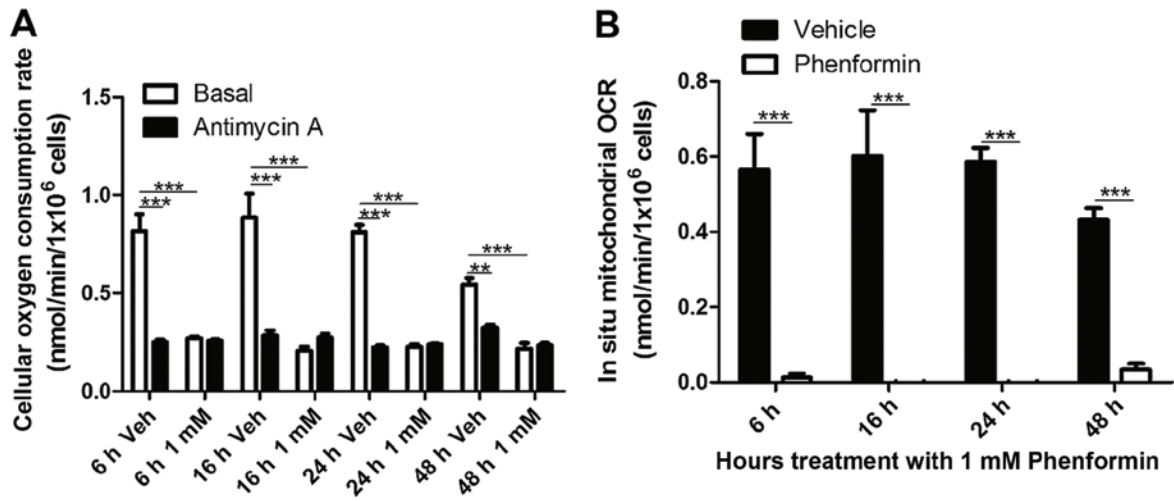 A
Cellular oxygen consumption rate
(nmol/min/1x10⁶ cells)
Basal
Antimycin A
1.5
1.0
0.5
0.0
***
***
***
***
***
***
***
**
6 h Veh
6 h 1 mM
16 h Veh
16 h 1 mM
24 h Veh
24 h 1 mM
48 h Veh
48 h 1 mM
B
In situ mitochondrial OCR
(nmol/min/1x10⁶ cells)
Vehicle
Phenformin
0.8
0.6
0.4
0.2
0.0
***
***
***
***
6 h
16 h
24 h
48 h
Hours treatment with 1 mM Phenformin